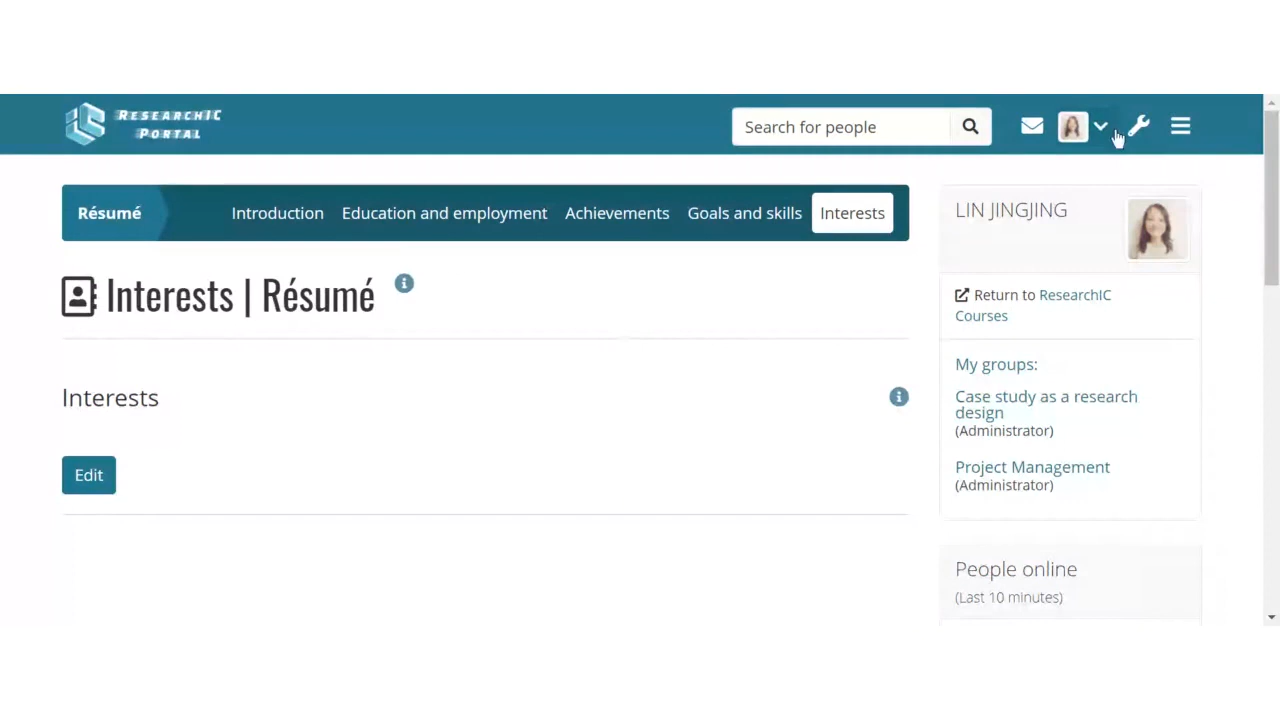 RESEARCHIC
PORTAL
Search for people
Résumé
Introduction
Education and employment
Achievements
Goals and skills
Interests
Interests | Résumé
Interests
Edit
LIN JINGJING
Return to ResearchIC
Courses
My groups:
Case study as a research
design
(Administrator)
Project Management
(Administrator)
People online
(Last 10 minutes)